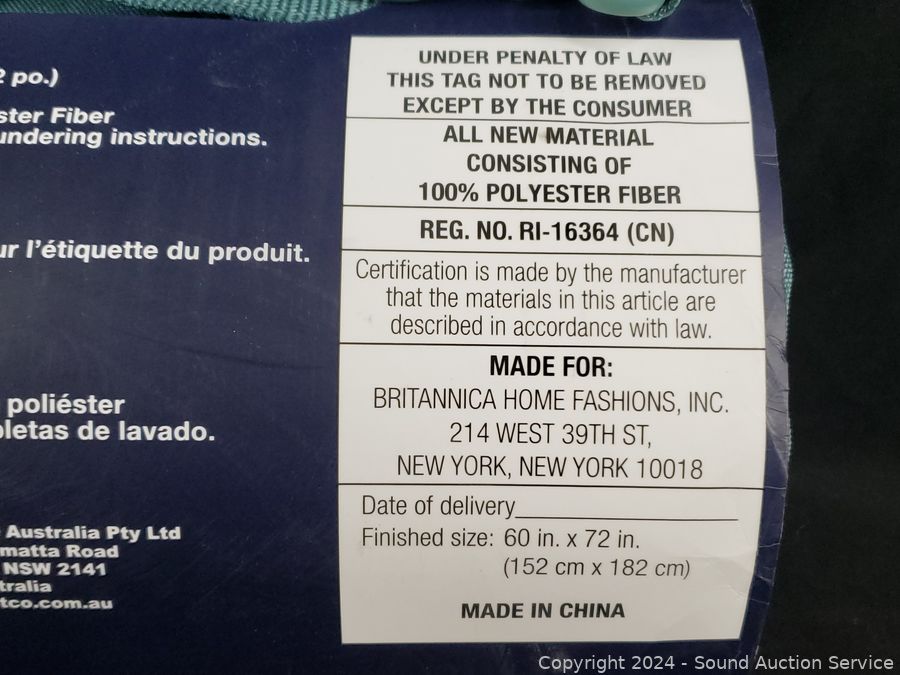 2 po.)
ster Fiber
undering instructions.
ur l'étiquette du produit.
poliéster
pletas de lavado.
Australia Pty Ltd
matta Road
NSW 2141
tralia
tco.com.au
UNDER PENALTY OF LAW
THIS TAG NOT TO BE REMOVED
EXCEPT BY THE CONSUMER
ALL NEW MATERIAL
CONSISTING OF
100% POLYESTER FIBER
REG. NO. RI-16364 (CN)
Certification is made by the manufacturer
that the materials in this article are
described in accordance with law.
MADE FOR:
BRITANNICA HOME FASHIONS, INC.
214 WEST 39TH ST,
NEW YORK, NEW YORK 10018
Date of delivery
Finished size: 60 in. x 72 in.
(152 cm x 182 cm)
MADE IN CHINA
Copyright 2024 - Sound Auction Service